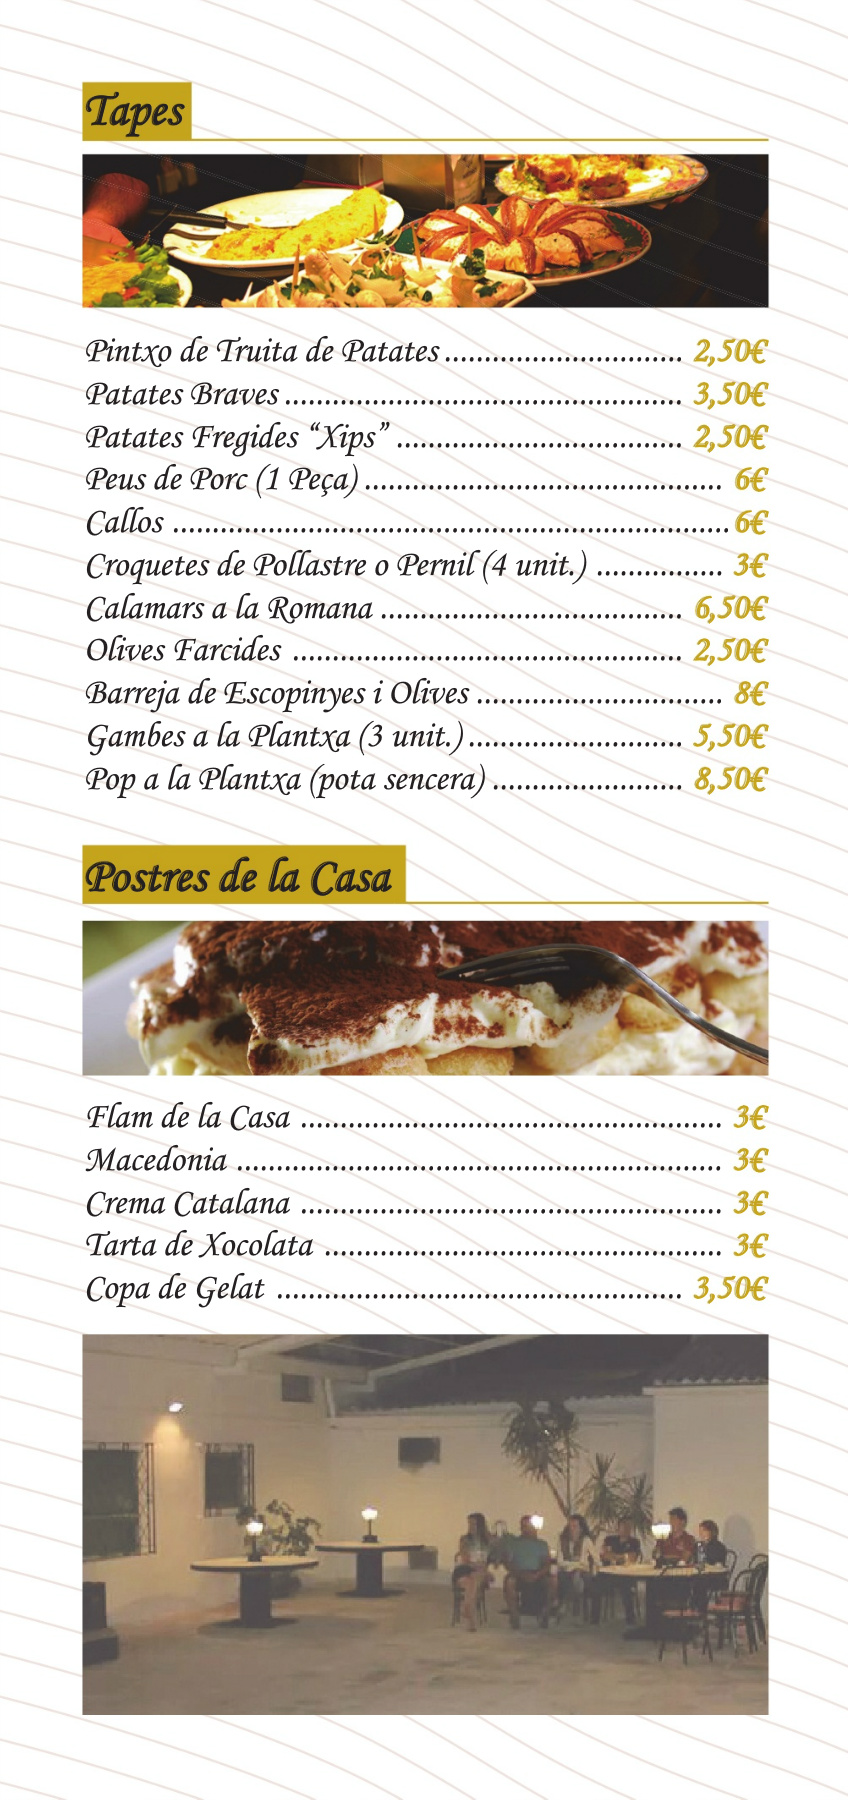 Tapes
Pintxo de Truita de Patates ............................. 2,50€
Patates Braves ................................................. 3,50€
Patates Fregides “Xips” ................................... 2,50€
Peus de Porc (1 Peça) ............................................ 6€
Callos .................................................................... 6€
Croquetes de Pollastre o Pernil (4 unit.) ................ 3€
Calamars a la Romana ..................................... 6,50€
Olives Farcides ................................................ 2,50€
Barreja de Escopinyes i Olives .............................. 8€
Gambes a la Plantxa (3 unit.) .......................... 5,50€
Pop a la Plantxa (pota sencera) ....................... 8,50€
Postres de la Casa
Flam de la Casa .................................................... 3€
Macedonia ............................................................ 3€
Crema Catalana .................................................... 3€
Tarta de Xocolata ................................................. 3€
Copa de Gelat .................................................. 3,50€